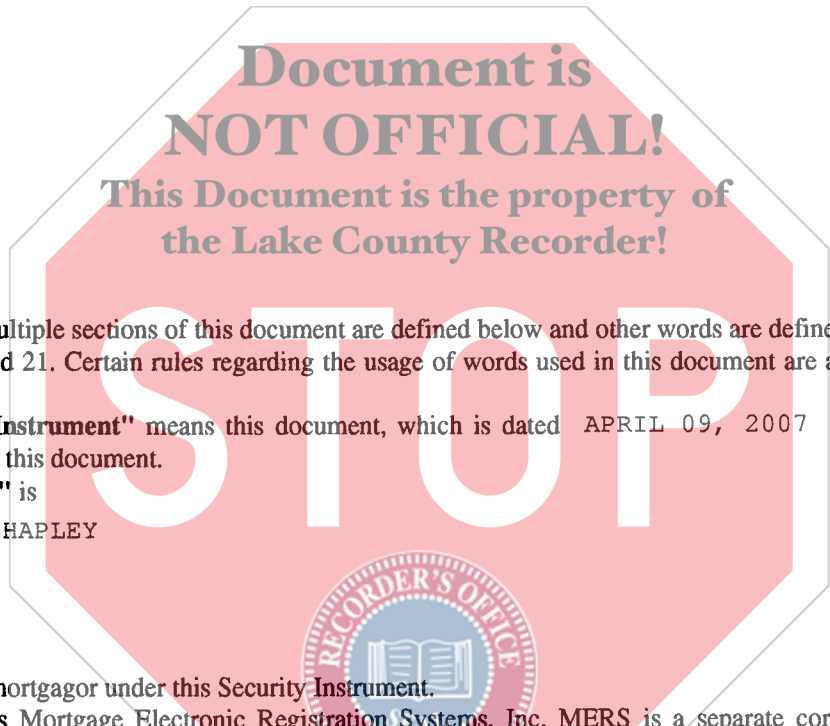 Document is
NOT OFFICIAL!
This Document is the property of
the Lake County Recorder!
STOP
ultiple sections of this document are defined below and other words are define
d 21. Certain rules regarding the usage of words used in this document are a
Instrument" means this document, which is dated APRIL 09, 2007
this document.
" is
HAPLEY
RECORDER'S OFFICE
mortgagor under this Security Instrument.
s Mortgage Electronic Registration Systems, Inc. MERS is a separate cor